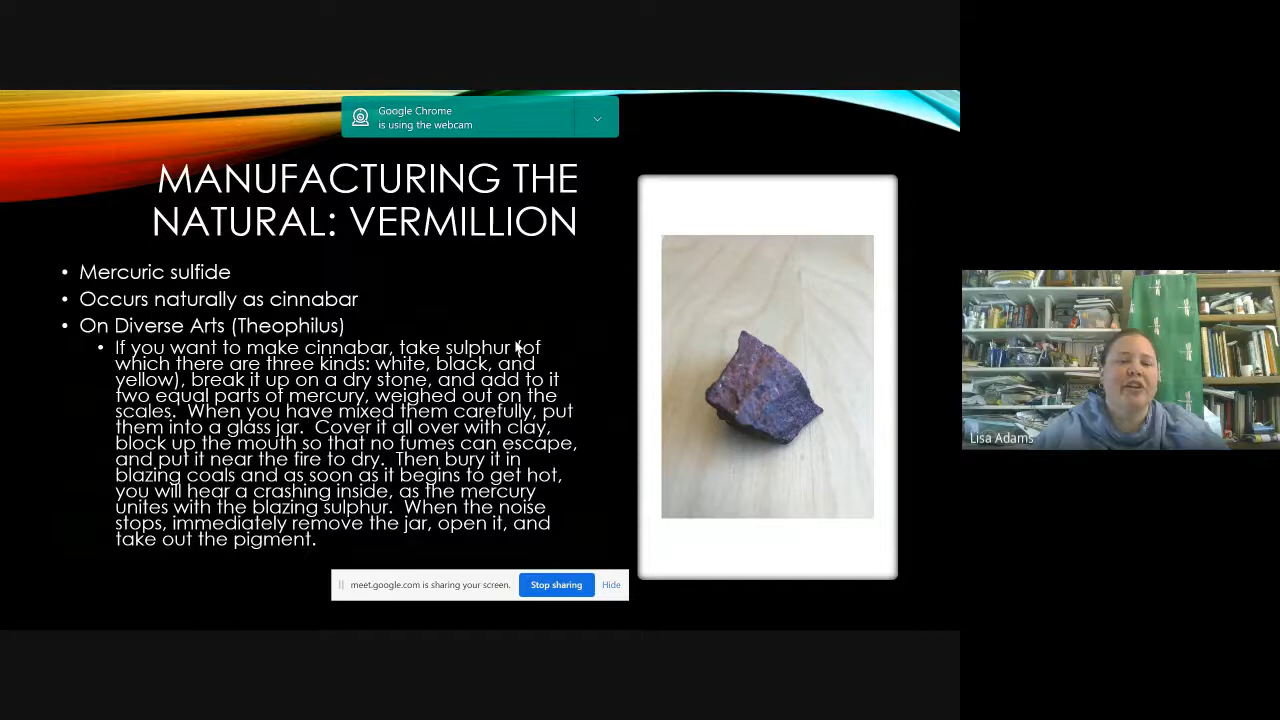 Google Chrome
is using the webcam
MANUFACTURING THE
NATURAL: VERMILLION
• Mercuric sulfide
• Occurs naturally as cinnabar
• On Diverse Arts (Theophilus)
• If you want to make cinnabar, take sulphur (of
which there are three kinds: white, black, and
yellow), break it up on a dry stone, and add to it
two equal parts of mercury, weighed out on the
scales.  When you have mixed them carefully, put
them into a glass jar.  Cover it all over with clay,
block up the mouth so that no fumes can escape,
and put it near the fire to dry.  Then bury it in
blazing coals and as soon as it begins to get hot,
you will hear a crashing inside, as the mercury
unites with the blazing sulphur.  When the noise
stops, immediately remove the jar, open it, and
take out the pigment.
meet.google.com is sharing your screen.
Stop sharing
Hide
Lisa Adams